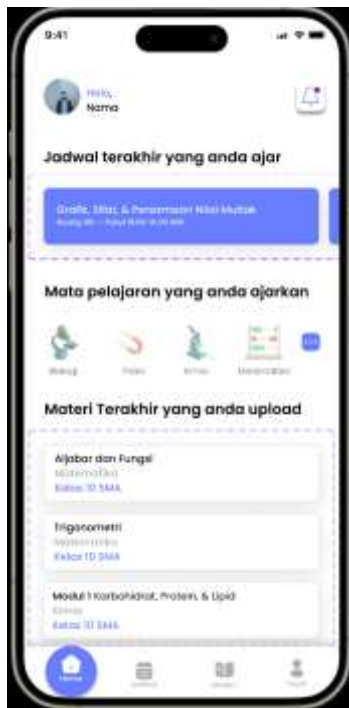 9:41
Halo,
Nama
Jadwal terakhir yang anda ajar
Grafik, Sifat, & Persamaan Nilai Mutlak
Mata pelajaran yang anda ajarkan
Biologi
Fisika
Kimia
Matematika
Materi Terakhir yang anda upload
Aljabar dan Fungsi
Matematika
Kelas 10 SMA
Trigonometri
Matematika
Kelas 10 SMA
Modul 1 Karbohidrat, Protein, & Lipid
Kimia
Kelas 10 SMA
Home